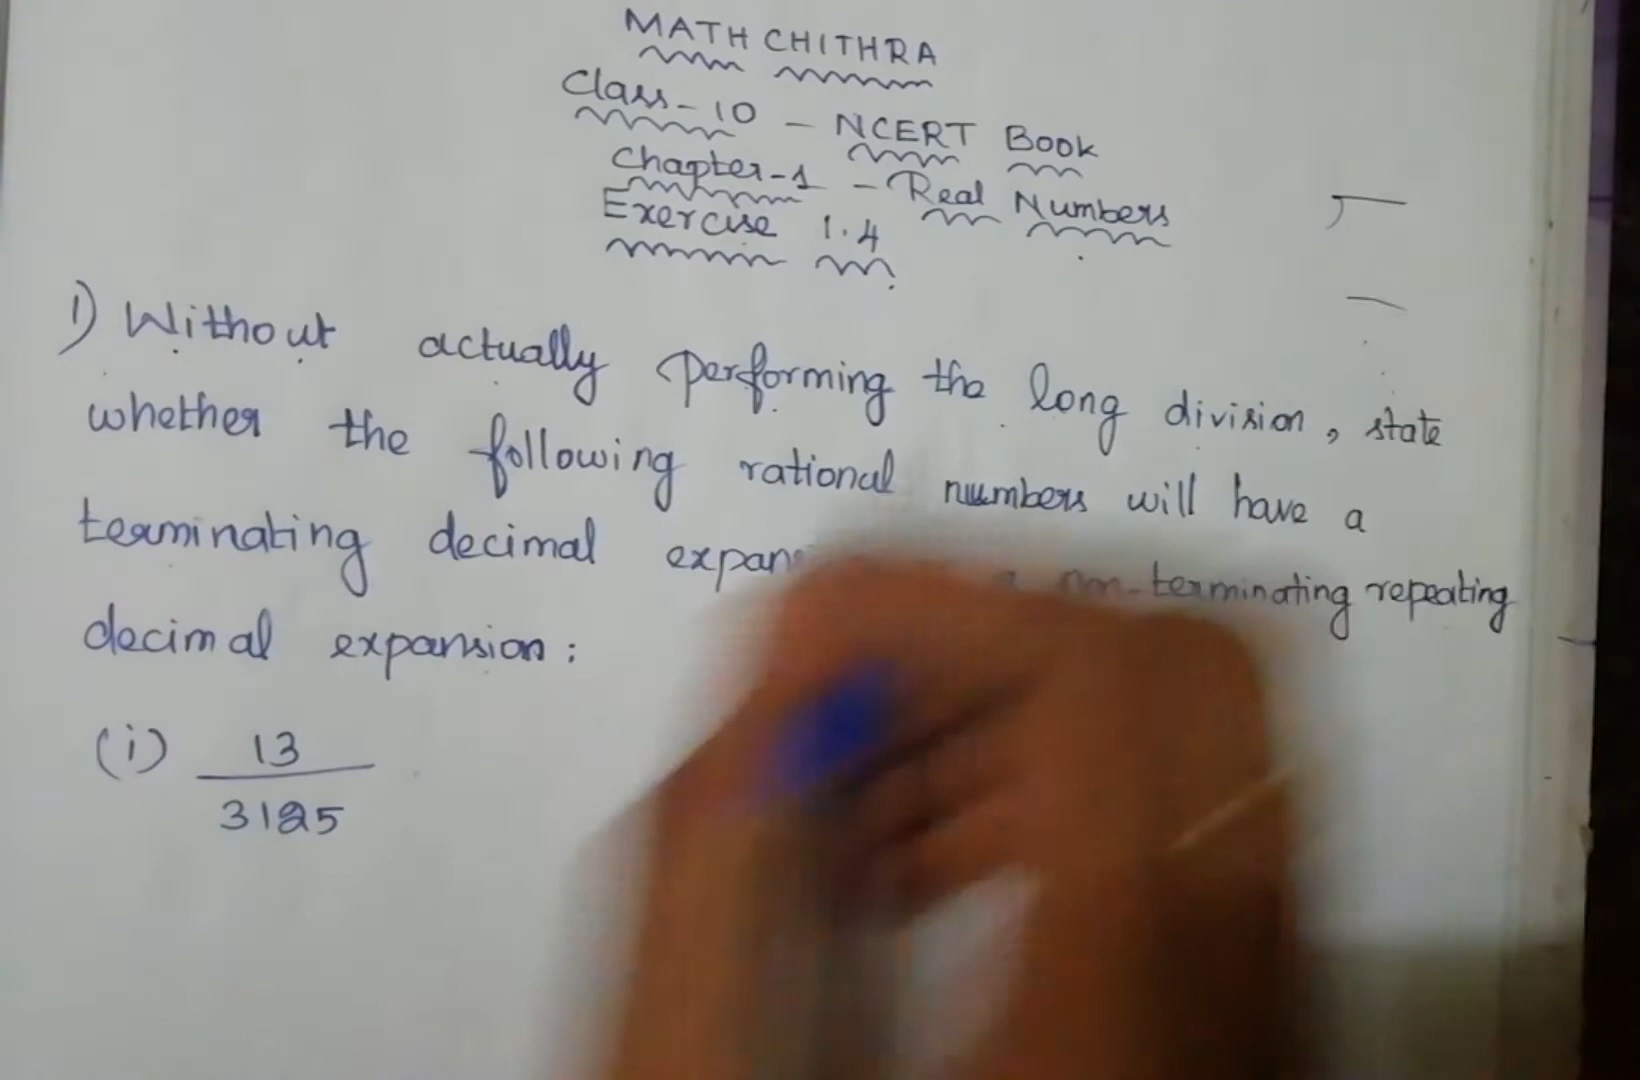 MATH CHITHRA
Class-10 - NCERT Book
Chapter-1 - Real Numbers
Exercise 1.4
1) Without actually performing the long division, state
whether the following rational numbers will have a
terminating decimal expan non-terminating repeating
decimal expansion:
(i) 13
3125